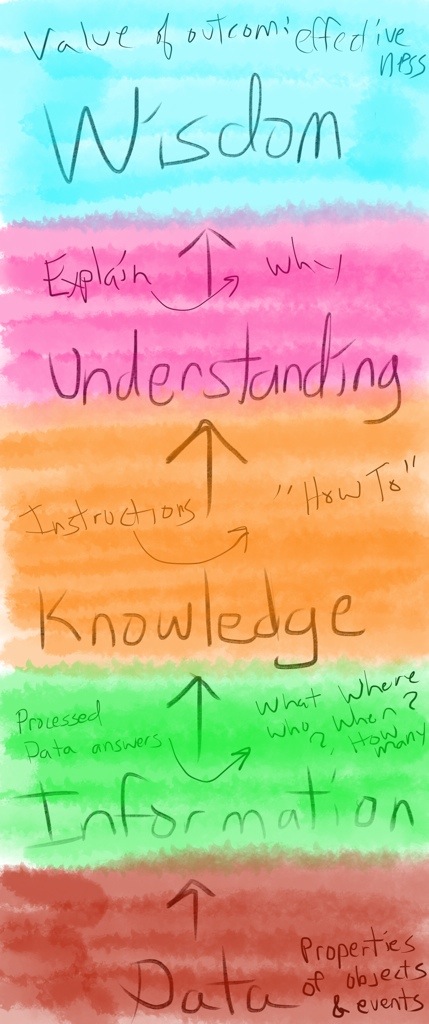 Value of outcom: effective
ness
Wisdom
Explain why
Understanding
Instructions "How To"
Knowledge
Processed
Data answers
What Where
who, When?
?, How
many
Information
Data
Properties
of objects
& events